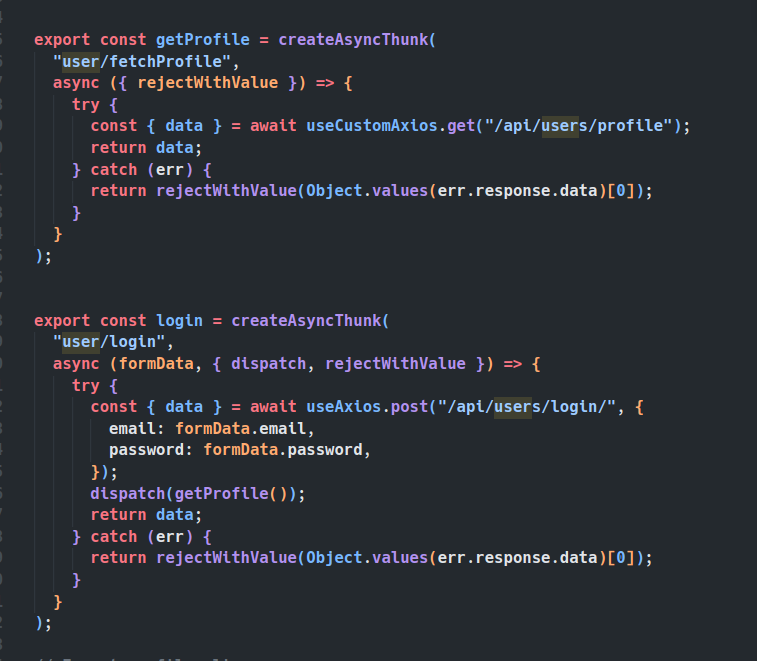 export const getProfile = createAsyncThunk(
"user/fetchProfile",
async ({ rejectWithValue }) => {
try {
const { data } = await useCustomAxios.get("/api/users/profile");
return data;
} catch (err) {
return rejectWithValue(Object.values(err.response.data)[0]);
}
}
);
export const login = createAsyncThunk(
"user/login",
async (formData, { dispatch, rejectWithValue }) => {
try {
const { data } = await useAxios.post("/api/users/login/", {
email: formData.email,
password: formData.password,
});
dispatch(getProfile());
return data;
} catch (err) {
return rejectWithValue(Object.values(err.response.data)[0]);
}
}
);